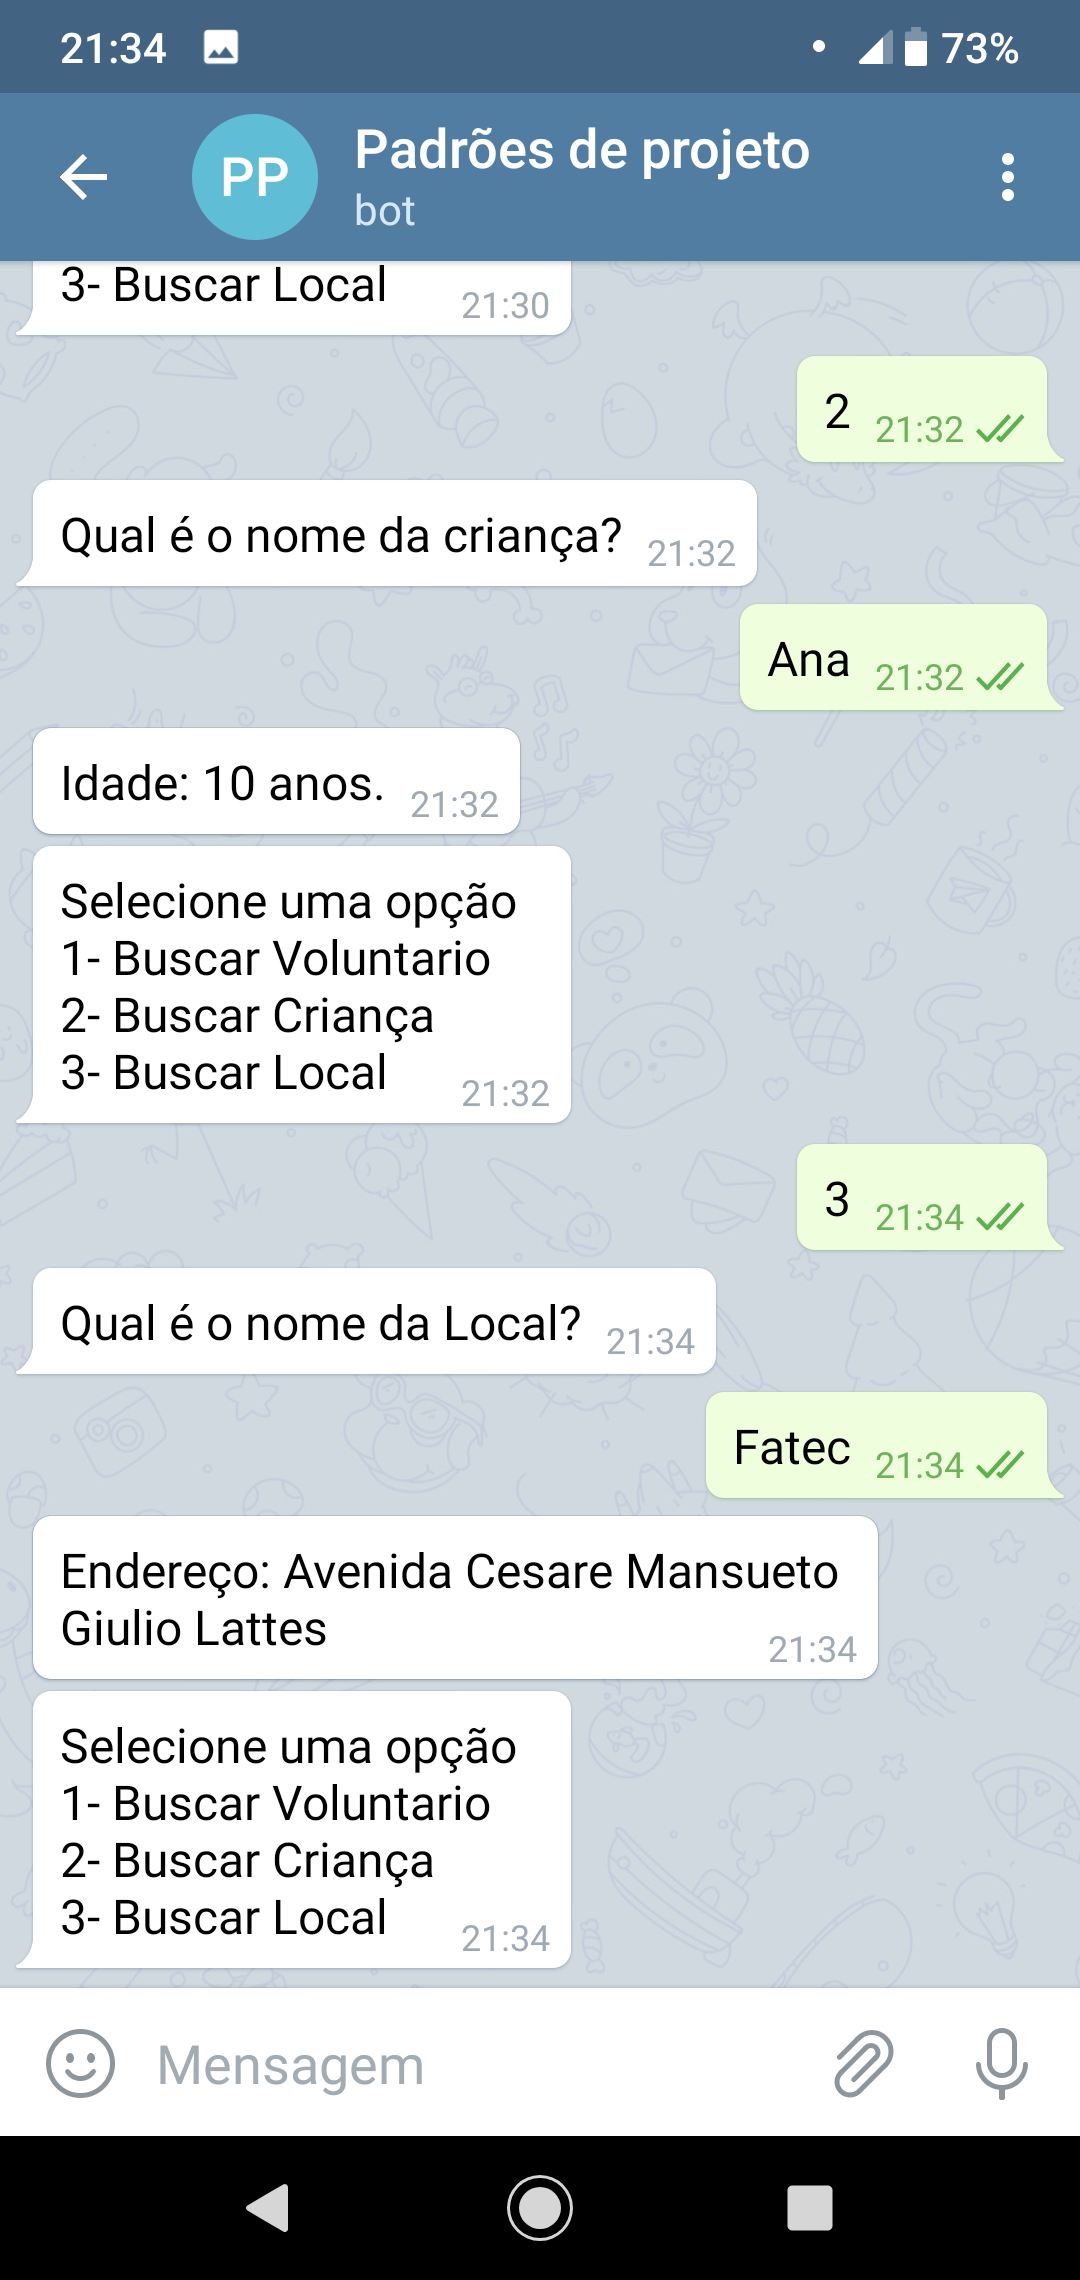 21:34
73%
PP
Padrões de projeto
bot
3- Buscar Local
21:30
2
21:32
Qual é o nome da criança?
21:32
Ana
21:32
Idade: 10 anos.
21:32
Selecione uma opção
1- Buscar Voluntario
2- Buscar Criança
3- Buscar Local
21:32
3
21:34
Qual é o nome da Local?
21:34
Fatec
21:34
Endereço: Avenida Cesare Mansueto
Giulio Lattes
21:34
Selecione uma opção
1- Buscar Voluntario
2- Buscar Criança
3- Buscar Local
21:34
Mensagem